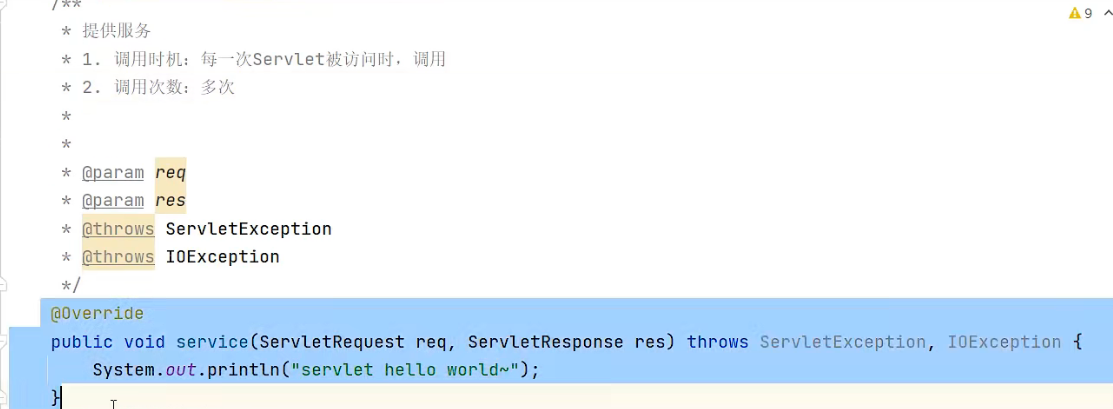 /**
* 提供服务
* 1. 调用时机：每一次Servlet被访问时，调用
* 2. 调用次数：多次
*
*
* @param req
* @param res
* @throws ServletException
* @throws IOException
*/
@Override
public void service(ServletRequest req, ServletResponse res) throws ServletException, IOException {
System.out.println("servlet hello world~");
}
9